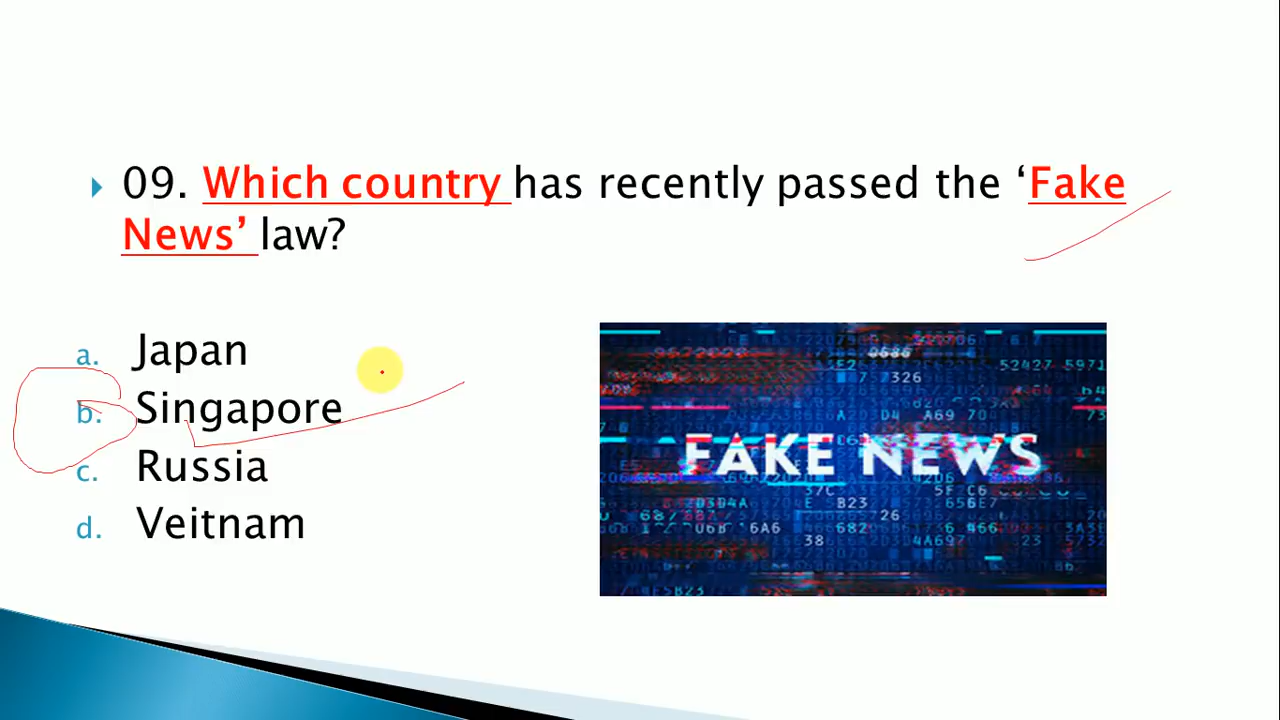 09. Which country has recently passed the ‘Fake
News’ law?
a. Japan
b. Singapore
c. Russia
d. Veitnam
FAKE NEWS